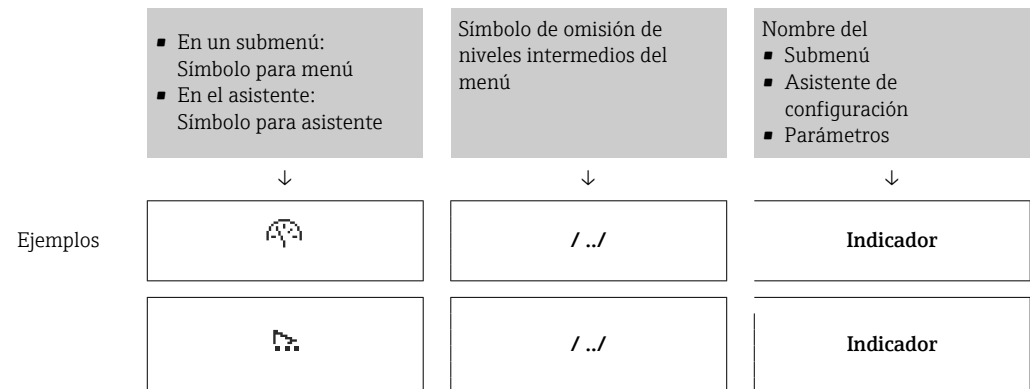 ▪ En un submenú:
Símbolo para menú
▪ En el asistente:
Símbolo para asistente
Símbolo de omisión de
niveles intermedios del
menú
Nombre del
▪ Submenú
▪ Asistente de
configuración
▪ Parámetros
↓ ↓ ↓
Ejemplos
/ ../
Indicador
/ ../
Indicador